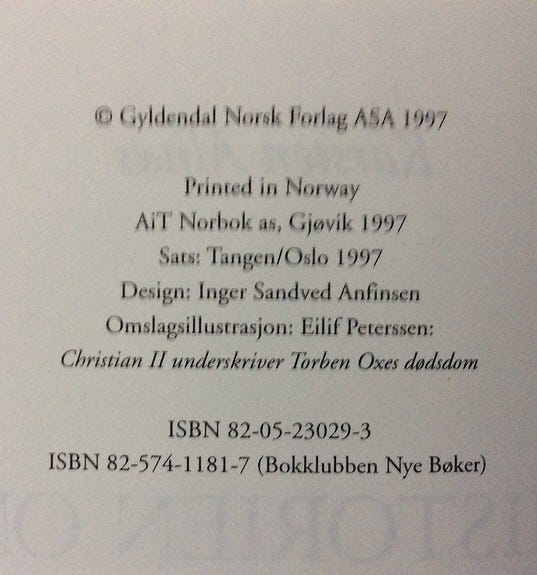 © Gyldendal Norsk Forlag ASA 1997
Printed in Norway
AiT Norbok as, Gjøvik 1997
Sats: Tangen/Oslo 1997
Design: Inger Sandved Anfinsen
Omslagsillustrasjon: Eilif Peterssen:
Christian II underskriver Torben Oxes dødsdom
ISBN 82-05-23029-3
ISBN 82-574-1181-7 (Bokklubben Nye Bøker)